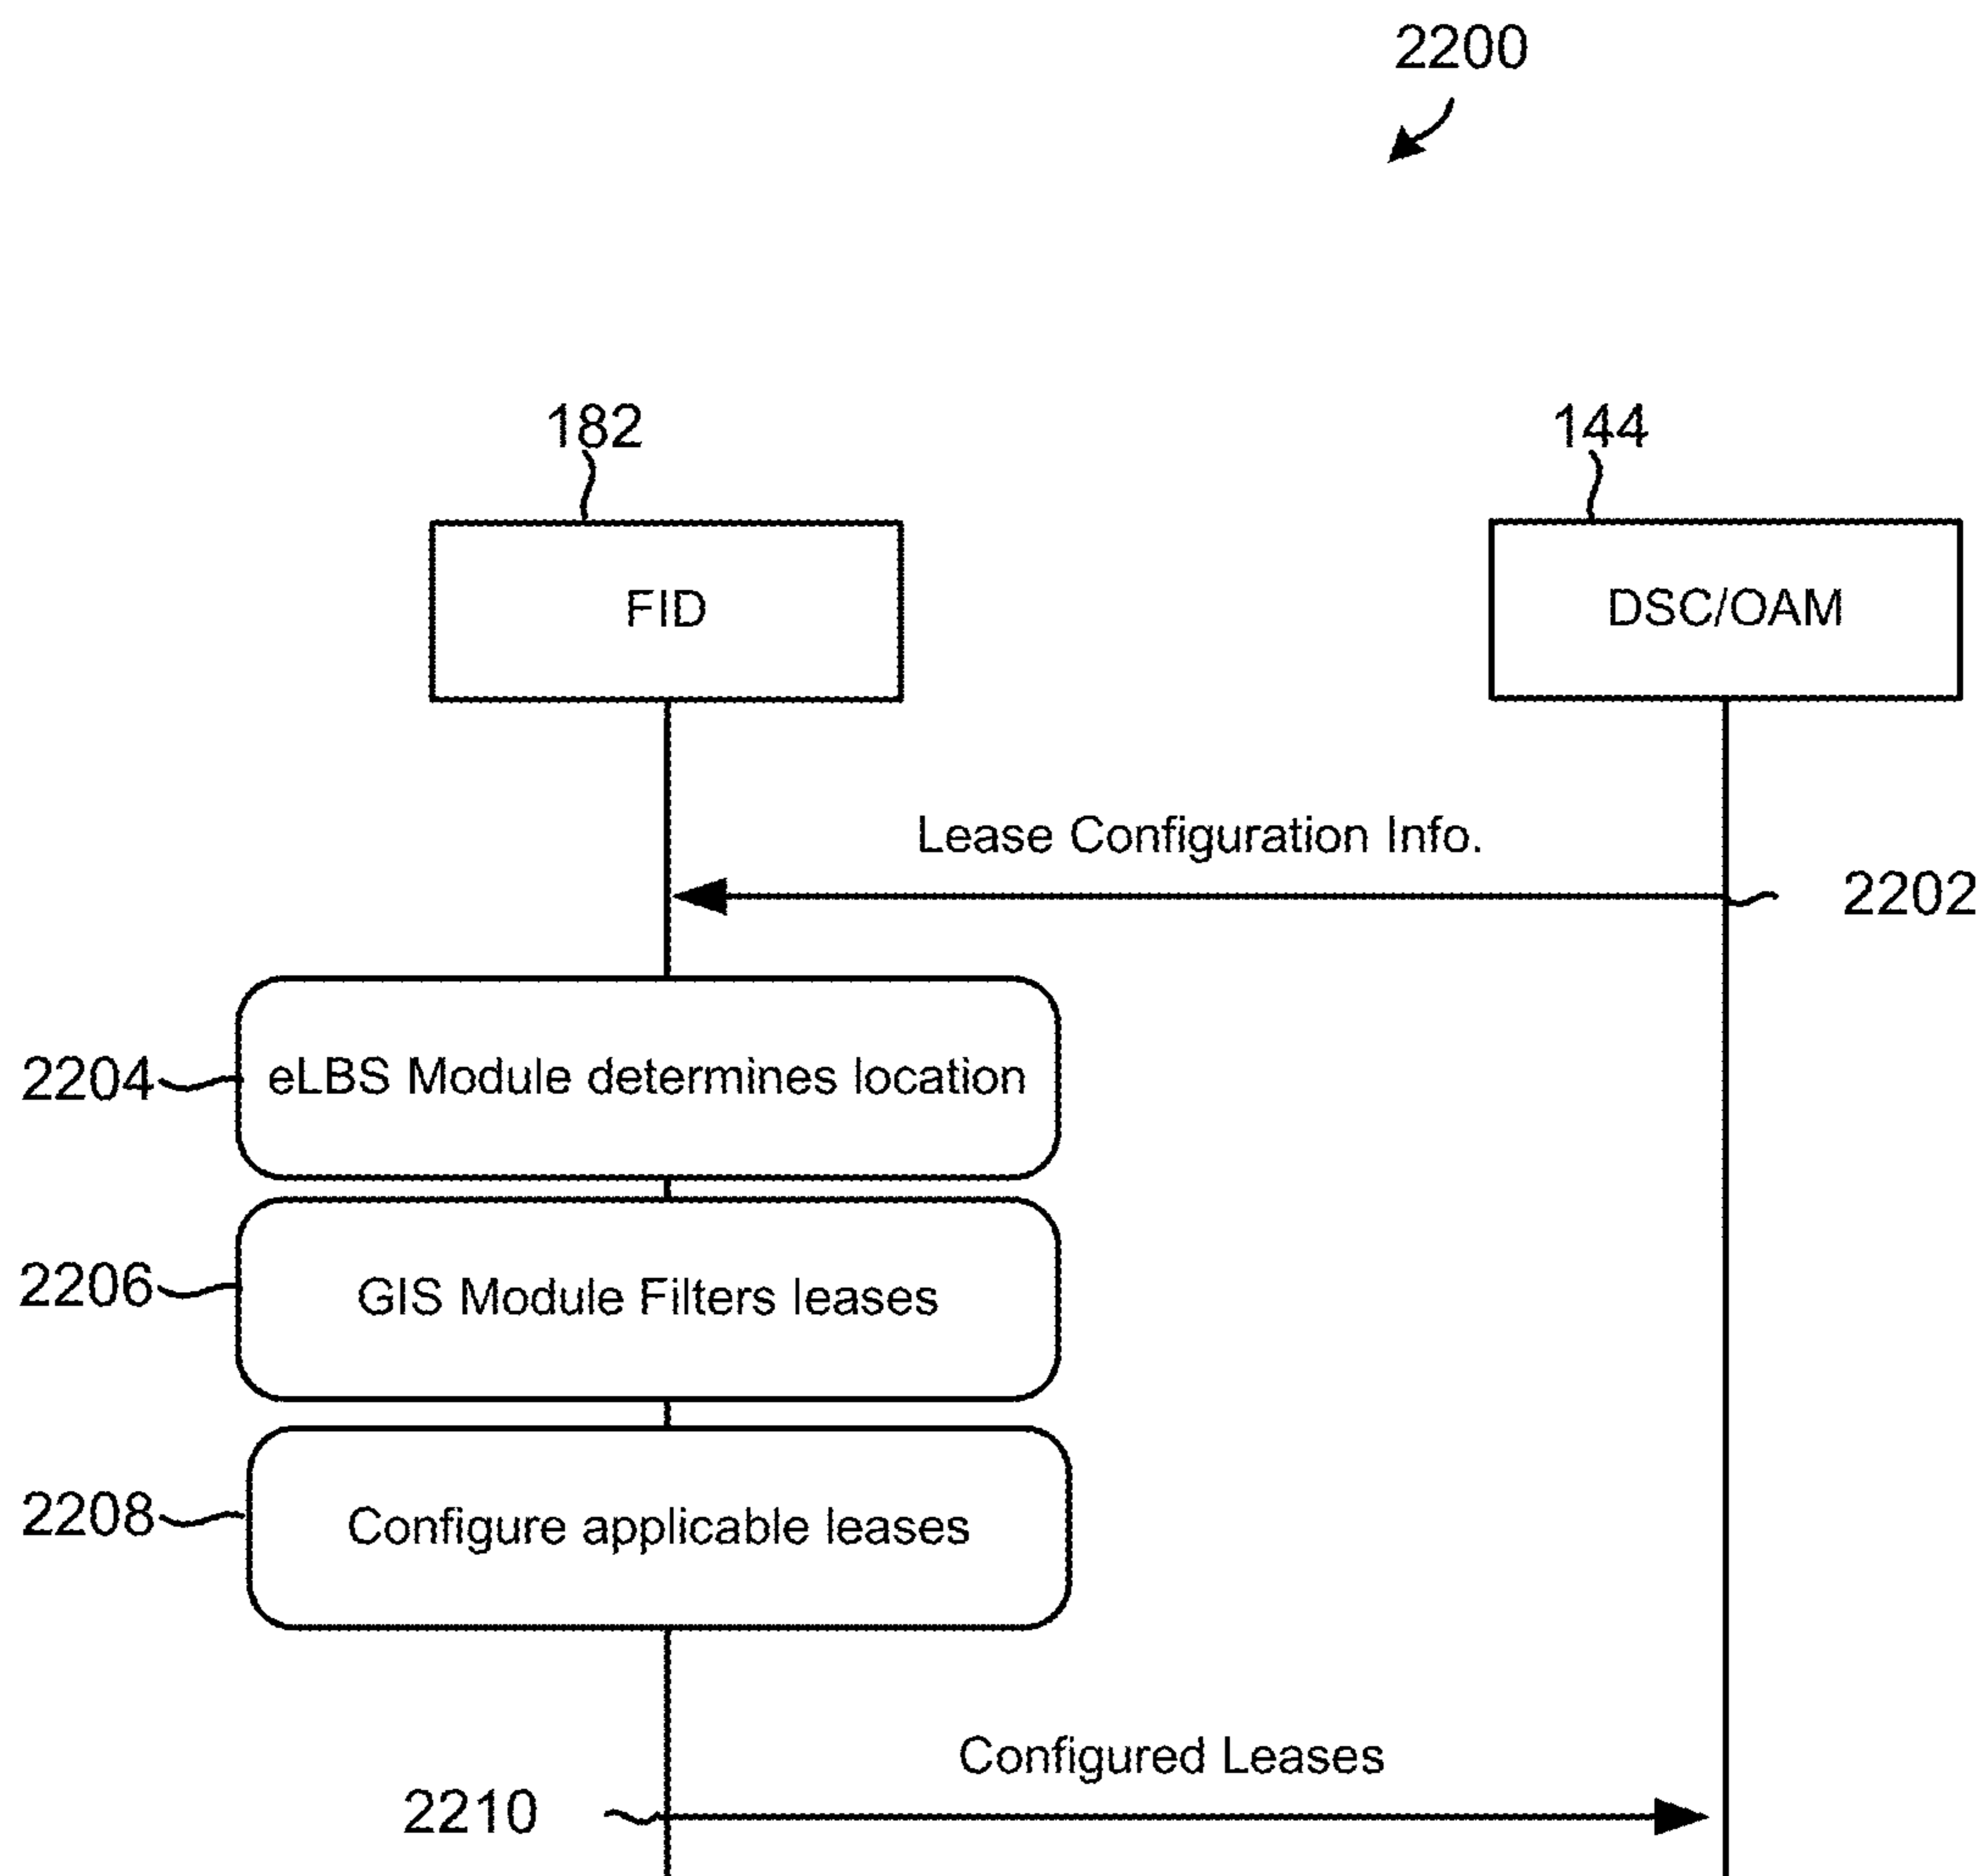 2200
182
144
FID
DSC/OAM
Lease Configuration Info.
2202
2204
eLBS Module determines location
2206
GIS Module Filters leases
2208
Configure applicable leases
Configured Leases
2210